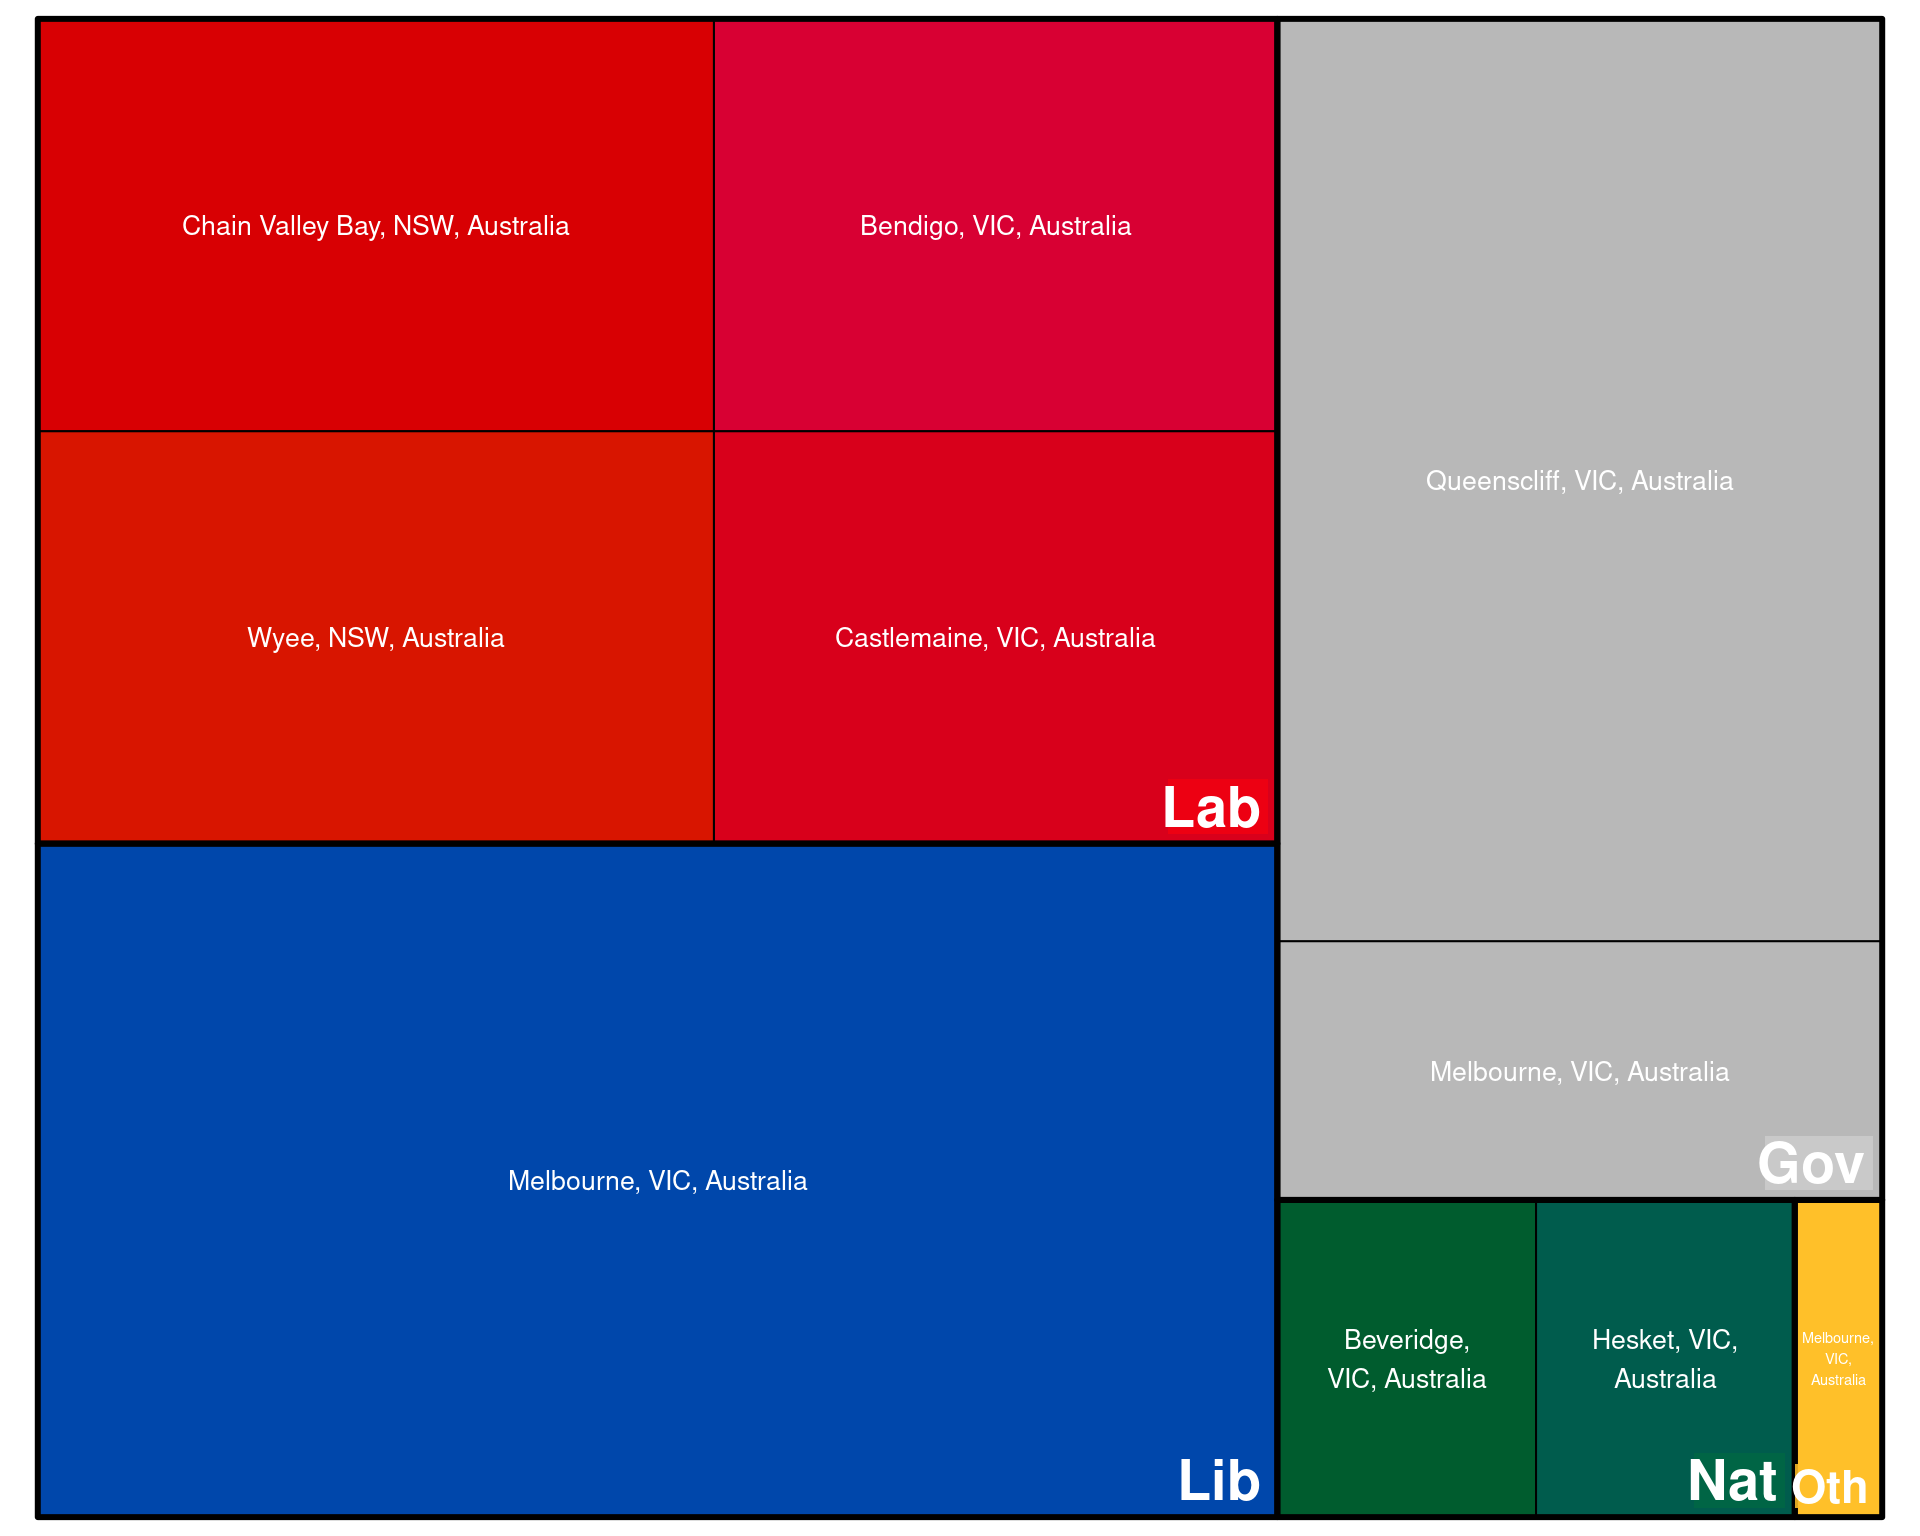 Chain Valley Bay, NSW, Australia
Bendigo, VIC, Australia
Wyee, NSW, Australia
Castlemaine, VIC, Australia
Lab
Melbourne, VIC, Australia
Lib
Queenscliff, VIC, Australia
Melbourne, VIC, Australia
Gov
Beveridge,
VIC, Australia
Hesket, VIC,
Australia
Nat
Melbourne,
VIC,
Australia
Oth